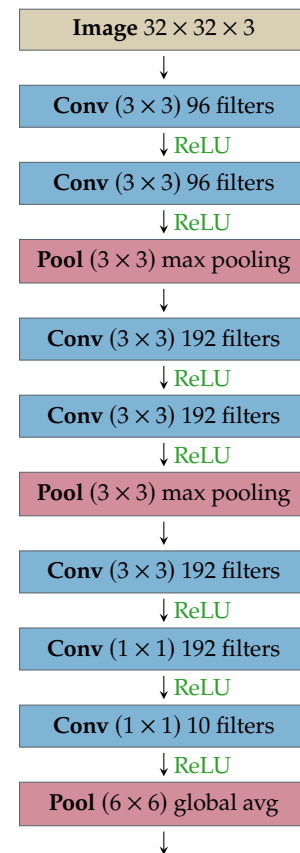 Image 32 × 32 × 3
Conv (3 × 3) 96 filters
ReLU
Conv (3 × 3) 96 filters
ReLU
Pool (3 × 3) max pooling
Conv (3 × 3) 192 filters
ReLU
Conv (3 × 3) 192 filters
ReLU
Pool (3 × 3) max pooling
Conv (3 × 3) 192 filters
ReLU
Conv (1 × 1) 192 filters
ReLU
Conv (1 × 1) 10 filters
ReLU
Pool (6 × 6) global avg